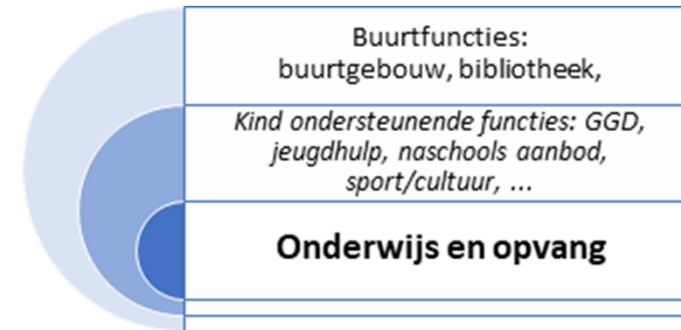 Buurtfuncties:
buurtgebouw, bibliotheek,
Kind ondersteunende functies: GGD,
jeugdhulp, naschools aanbod,
sport/cultuur, ...
Onderwijs en opvang